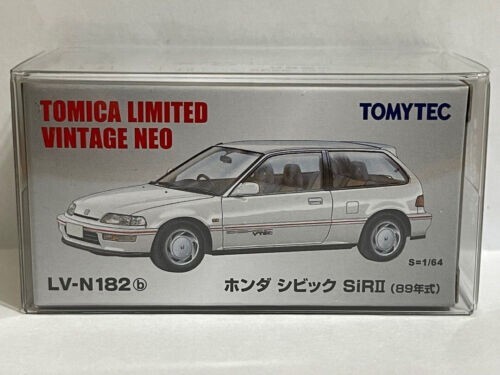 TOMICA LIMITED
VINTAGE NEO
TOMYTEC
VTEC
S=1/64
LV-N182ⓑ ホンダ シビック SiRⅡ (89年式)